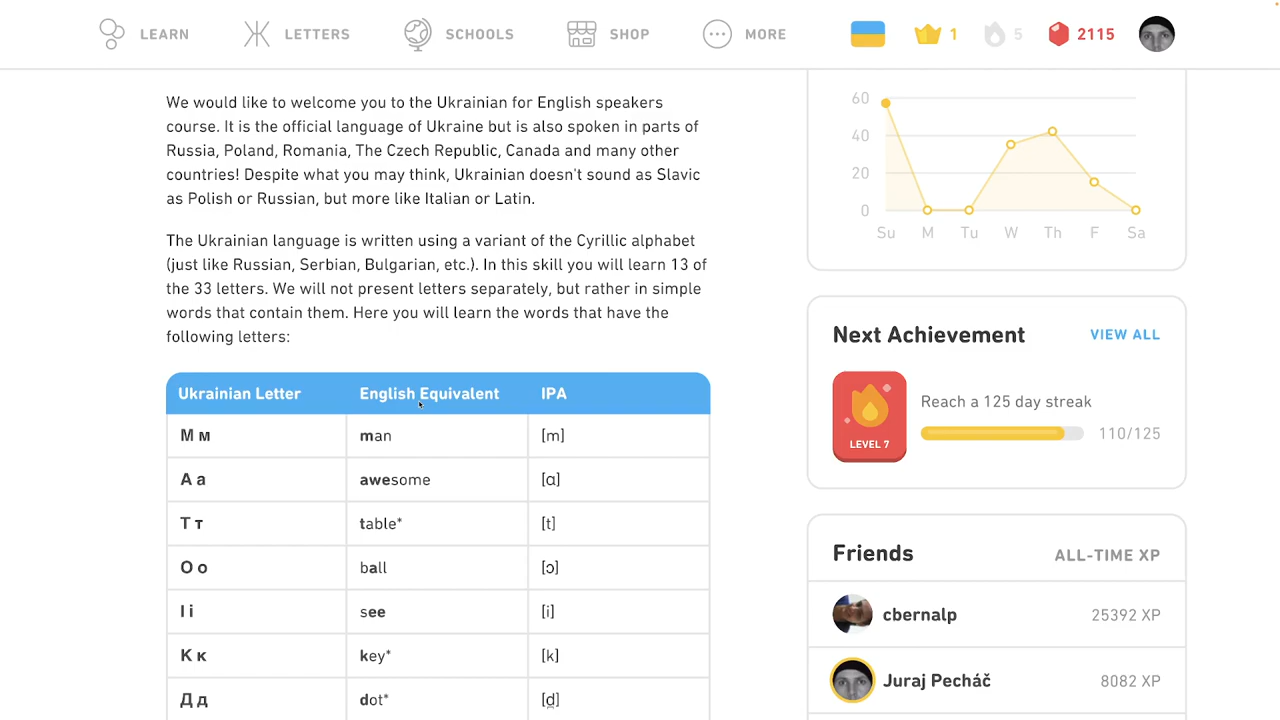 LEARN LETTERS SCHOOLS SHOP MORE 1 5 2115
We would like to welcome you to the Ukrainian for English speakers
course. It is the official language of Ukraine but is also spoken in parts of
Russia, Poland, Romania, The Czech Republic, Canada and many other
countries! Despite what you may think, Ukrainian doesn't sound as Slavic
as Polish or Russian, but more like Italian or Latin.
The Ukrainian language is written using a variant of the Cyrillic alphabet
(just like Russian, Serbian, Bulgarian, etc.). In this skill you will learn 13 of
the 33 letters. We will not present letters separately, but rather in simple
words that contain them. Here you will learn the words that have the
following letters:
Ukrainian Letter English Equivalent IPA
М м man [m]
А а awesome [ɑ]
Т т table* [t]
О о ball [ɔ]
І і see [i]
К к key* [k]
Д д dot* [d̪]
60
40
20
0
Su M Tu W Th F Sa
Next Achievement VIEW ALL
LEVEL 7
Reach a 125 day streak
110/125
Friends ALL-TIME XP
cbernalp 25392 XP
Juraj Pecháč 8082 XP